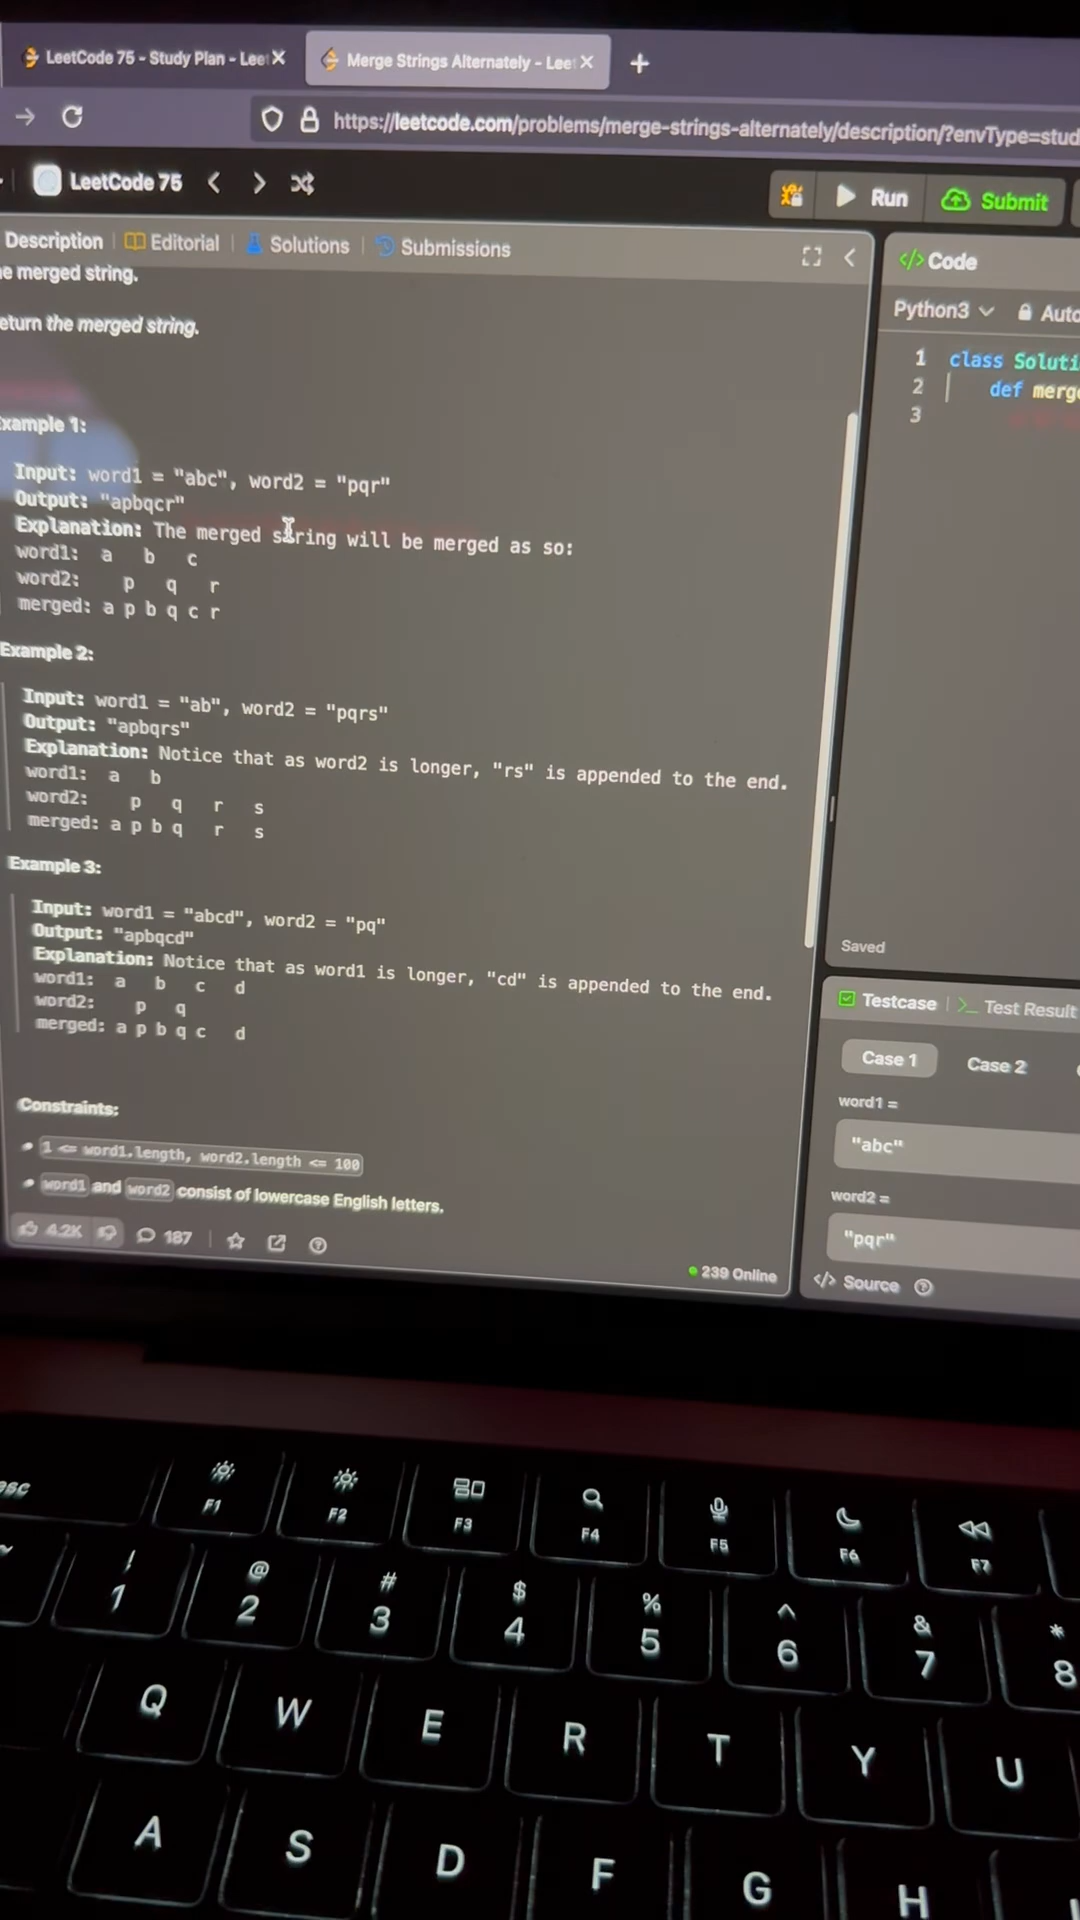 LeetCode 75 - Study Plan - Leet
Merge Strings Alternately - Leet
https://leetcode.com/problems/merge-strings-alternately/description/?envType=stud
LeetCode 75
Run
Submit
Description
Editorial
Solutions
Submissions
e merged string.
eturn the merged string.
xample 1:
Input: word1 = "abc", word2 = "pqr"
Output: "apbqcr"
Explanation: The merged string will be merged as so:
word1: a b c
word2: p q r
merged: a p b q c r
Example 2:
Input: word1 = "ab", word2 = "pqrs"
Output: "apbqrs"
Explanation: Notice that as word2 is longer, "rs" is appended to the end.
word1: a b
word2: p q r s
merged: a p b q r s
Example 3:
Input: word1 = "abcd", word2 = "pq"
Output: "apbqcd"
Explanation: Notice that as word1 is longer, "cd" is appended to the end.
word1: a b c d
word2: p q
merged: a p b q c d
Constraints:
1 <= word1.length, word2.length <= 100
word1 and word2 consist of lowercase English letters.
4.2K
187
239 Online
</> Code
Python3
Auto
1 class Soluti
2 def merg
3
Saved
Testcase
>_ Test Result
Case 1
Case 2
word1 =
"abc"
word2 =
"pqr"
</> Source
esc
F1
F2
F3
F4
F5
F6
F7
~
! 1
@ 2
# 3
$ 4
% 5
^ 6
& 7
* 8
Q W E R T Y U
A S D F G H